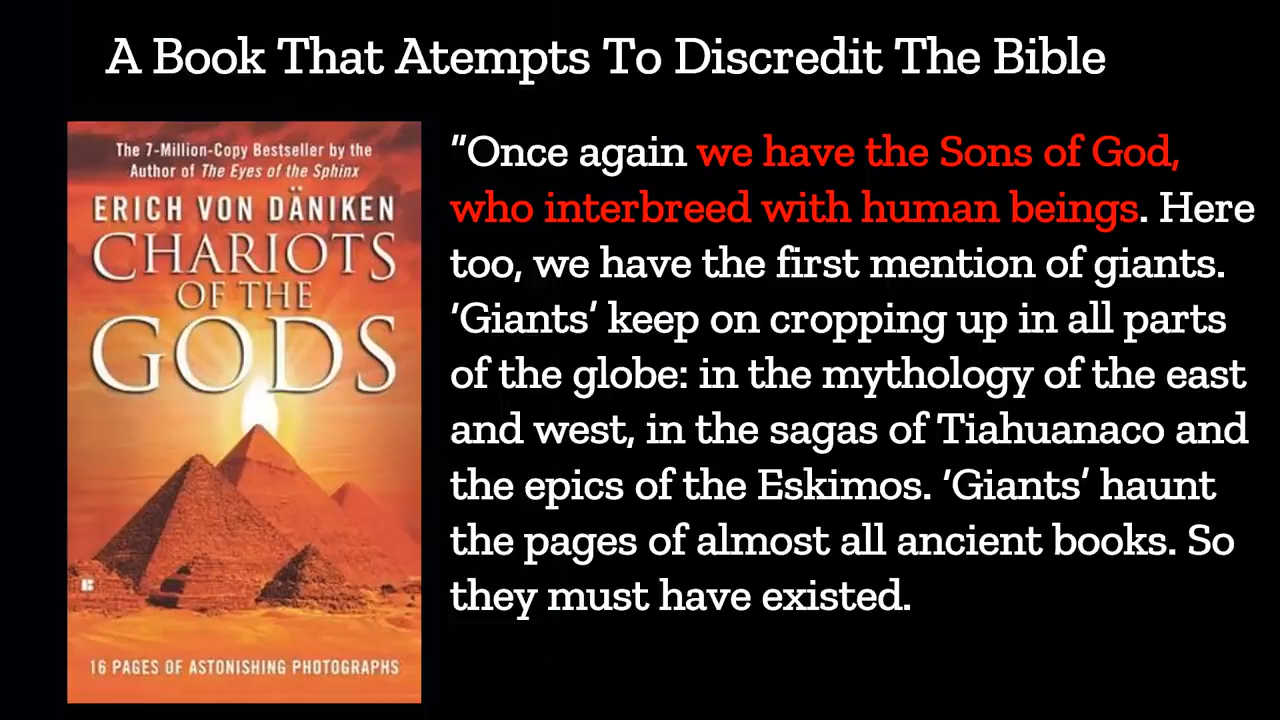 A Book That Atempts To Discredit The Bible
The 7-Million-Copy Bestseller by the
Author of The Eyes of the Sphinx
ERICH VON DÄNIKEN
CHARIOTS
OF THE
GODS
16 PAGES OF ASTONISHING PHOTOGRAPHS
"Once again we have the Sons of God,
who interbreed with human beings. Here
too, we have the first mention of giants.
‘Giants’ keep on cropping up in all parts
of the globe: in the mythology of the east
and west, in the sagas of Tiahuanaco and
the epics of the Eskimos. ‘Giants’ haunt
the pages of almost all ancient books. So
they must have existed.